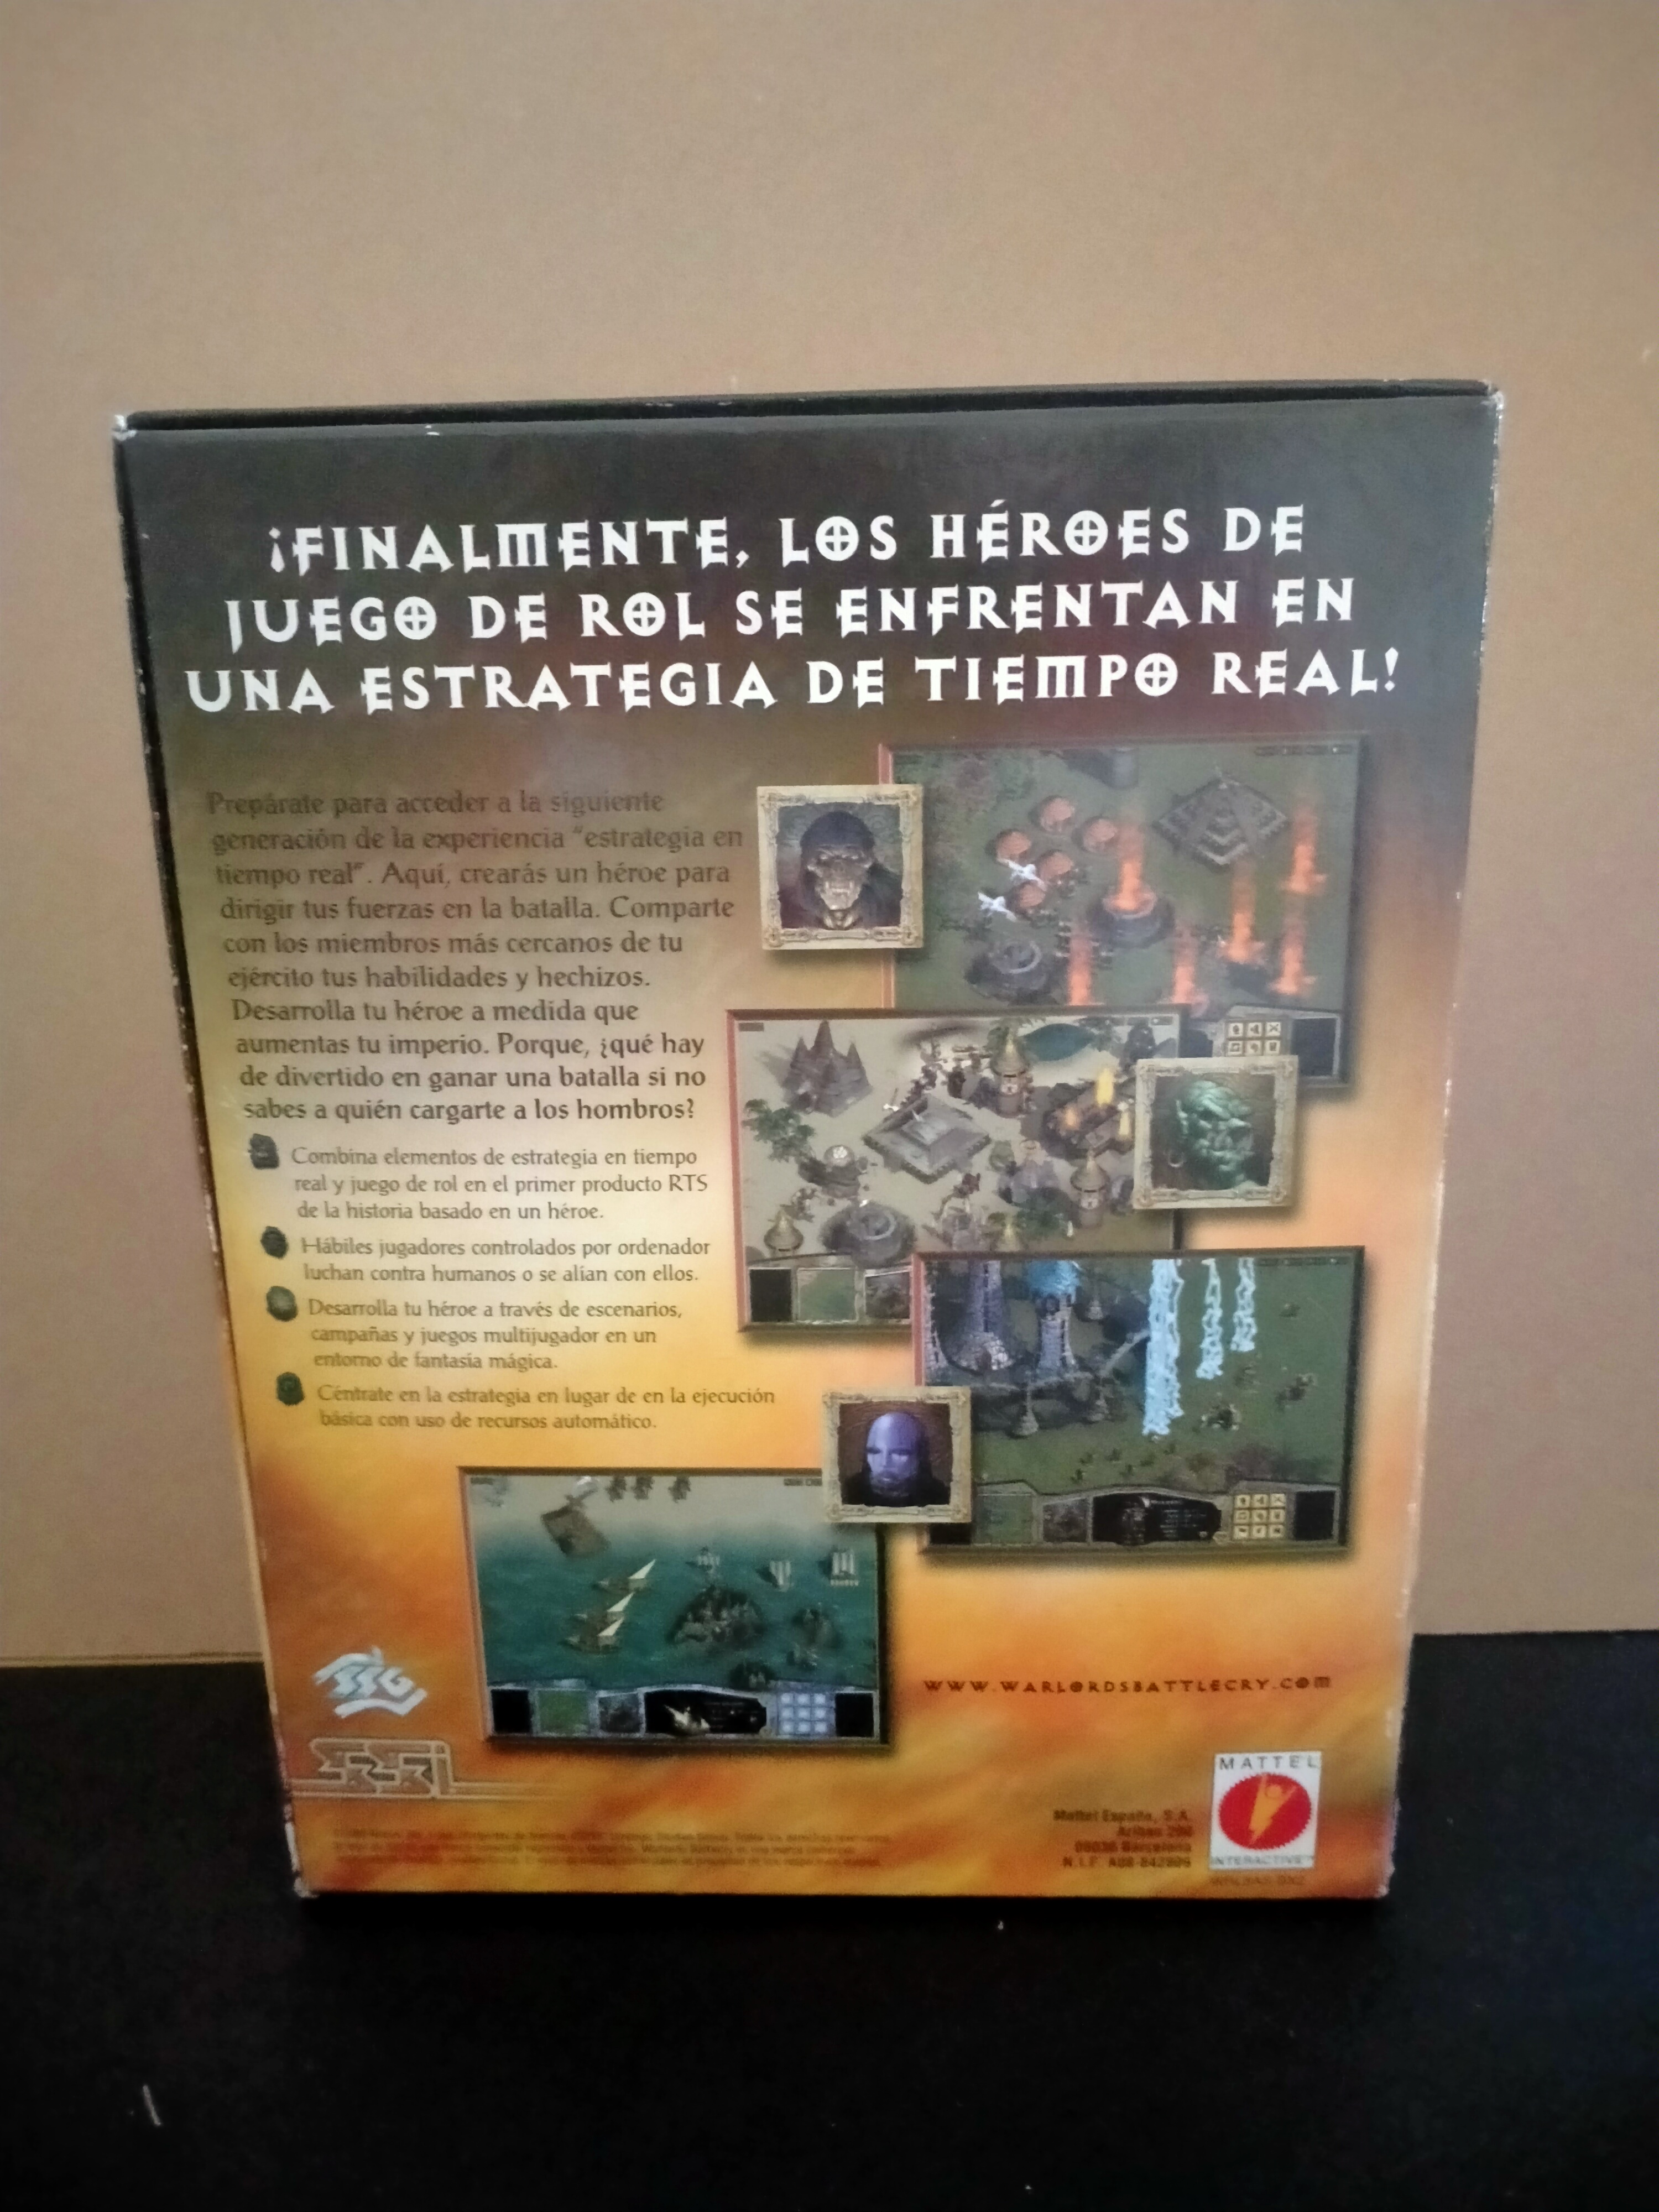 ¡FINALMENTE, LOS HÉROES DE
JUEGO DE ROL SE ENFRENTAN EN
UNA ESTRATEGIA DE TIEMPO REAL!
Prepárate para acceder a la siguiente
generación de la experiencia "estrategia en
tiempo real". Aquí, crearás un héroe para
dirigir tus fuerzas en la batalla. Comparte
con los miembros más cercanos de tu
ejército tus habilidades y hechizos.
Desarrolla tu héroe a medida que
aumentas tu imperio. Porque, ¿qué hay
de divertido en ganar una batalla si no
sabes a quién cargarte a los hombros?
Combina elementos de estrategia en tiempo
real y juego de rol en el primer producto RTS
de la historia basado en un héroe.
Hábiles jugadores controlados por ordenador
luchan contra humanos o se alían con ellos.
Desarrolla tu héroe a través de escenarios,
campañas y juegos multijugador en un
entorno de fantasía mágica.
Céntrate en la estrategia en lugar de en la ejecución
básica con uso de recursos automático.
WWW.WARLORDSBATTLECRY.COM
SSG
SSI
MATTEL
INTERACTIVE
Mattel España, S.A.
Aribau 200
08036 Barcelona
N.I.F.